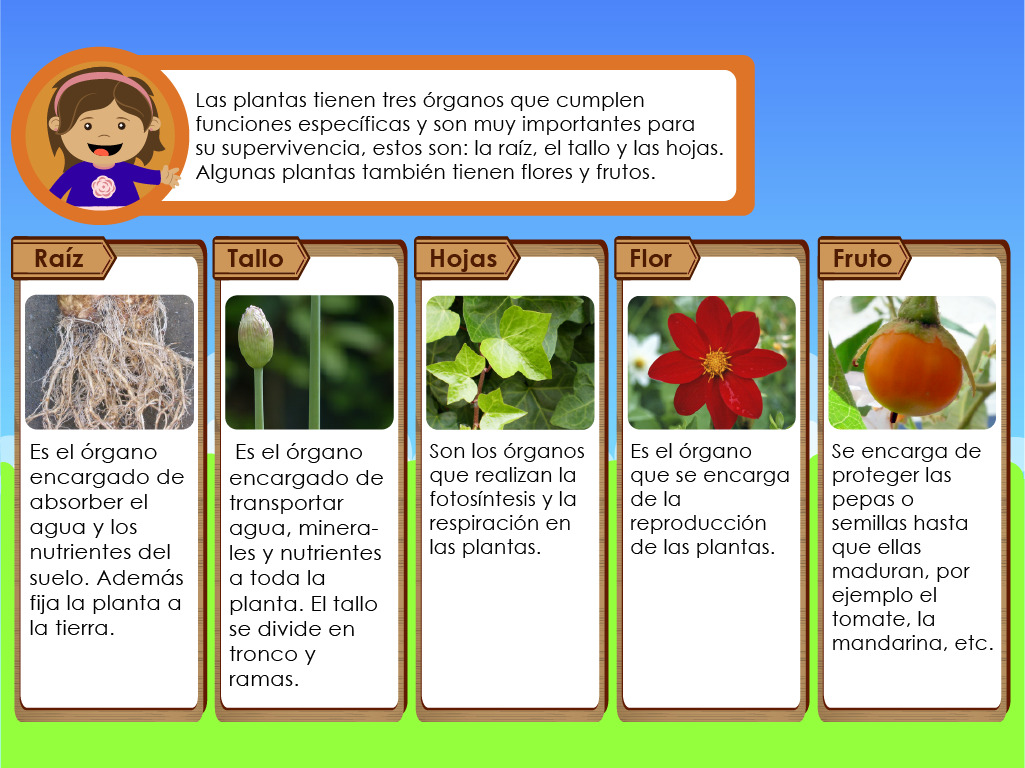 Las plantas tienen tres órganos que cumplen
funciones específicas y son muy importantes para
su supervivencia, estos son: la raíz, el tallo y las hojas.
Algunas plantas también tienen flores y frutos.
Raíz
Es el órgano
encargado de
absorber el
agua y los
nutrientes del
suelo. Además
fija la planta a
la tierra.
Tallo
Es el órgano
encargado de
transportar
agua, minera-
les y nutrientes
a toda la
planta. El tallo
se divide en
tronco y
ramas.
Hojas
Son los órganos
que realizan la
fotosíntesis y la
respiración en
las plantas.
Flor
Es el órgano
que se encarga
de la
reproducción
de las plantas.
Fruto
Se encarga de
proteger las
pepas o
semillas hasta
que ellas
maduran, por
ejemplo el
tomate, la
mandarina, etc.